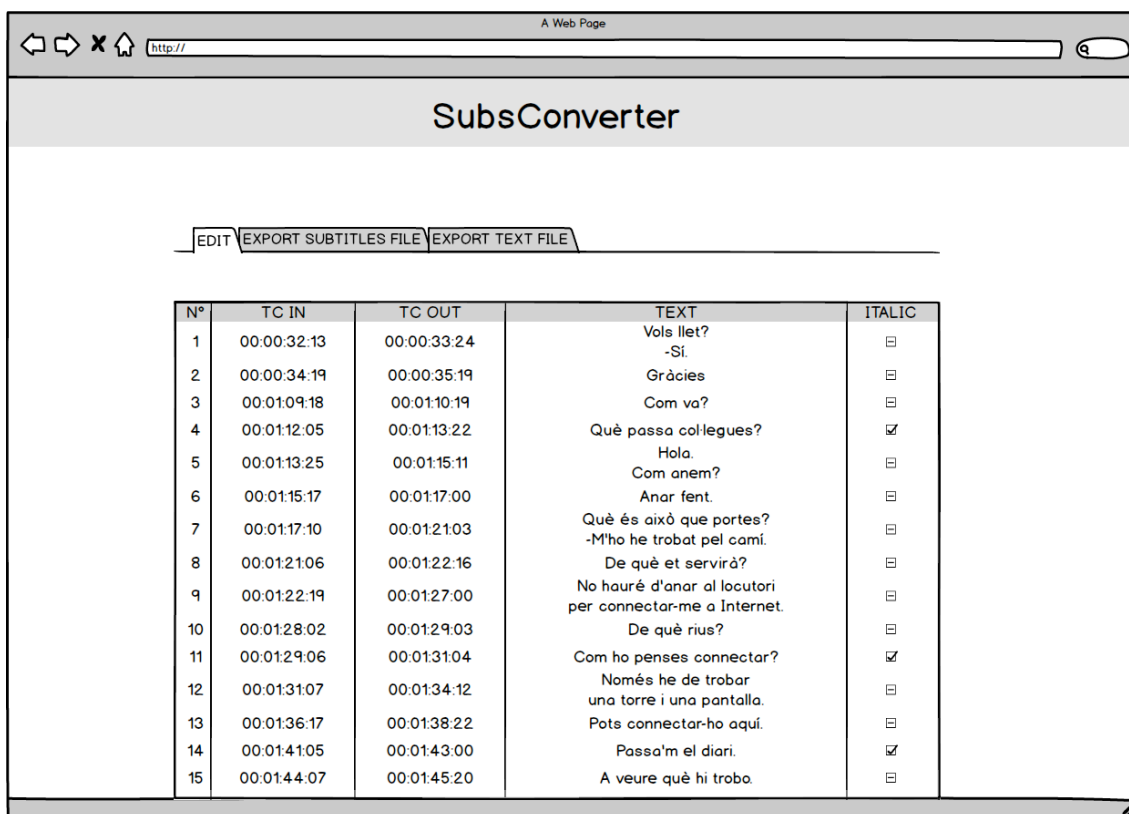 A Web Page
http://
SubsConverter
EDIT EXPORT SUBTITLES FILE EXPORT TEXT FILE
Nº TC IN TC OUT TEXT ITALIC
1 00:00:32:13 00:00:33:24 Vols llet?
-Sí.
2 00:00:34:19 00:00:35:19 Gràcies
3 00:01:09:18 00:01:10:19 Com va?
4 00:01:12:05 00:01:13:22 Què passa col·legues?
5 00:01:13:25 00:01:15:11 Hola.
Com anem?
6 00:01:15:17 00:01:17:00 Anar fent.
7 00:01:17:10 00:01:21:03 Què és això que portes?
-M'ho he trobat pel camí.
8 00:01:21:06 00:01:22:16 De què et servirà?
9 00:01:22:19 00:01:27:00 No hauré d'anar al locutori
per connectar-me a Internet.
10 00:01:28:02 00:01:29:03 De què rius?
11 00:01:29:06 00:01:31:04 Com ho penses connectar?
12 00:01:31:07 00:01:34:12 Només he de trobar
una torre i una pantalla.
13 00:01:36:17 00:01:38:22 Pots connectar-ho aquí.
14 00:01:41:05 00:01:43:00 Passa'm el diari.
15 00:01:44:07 00:01:45:20 A veure què hi trobo.